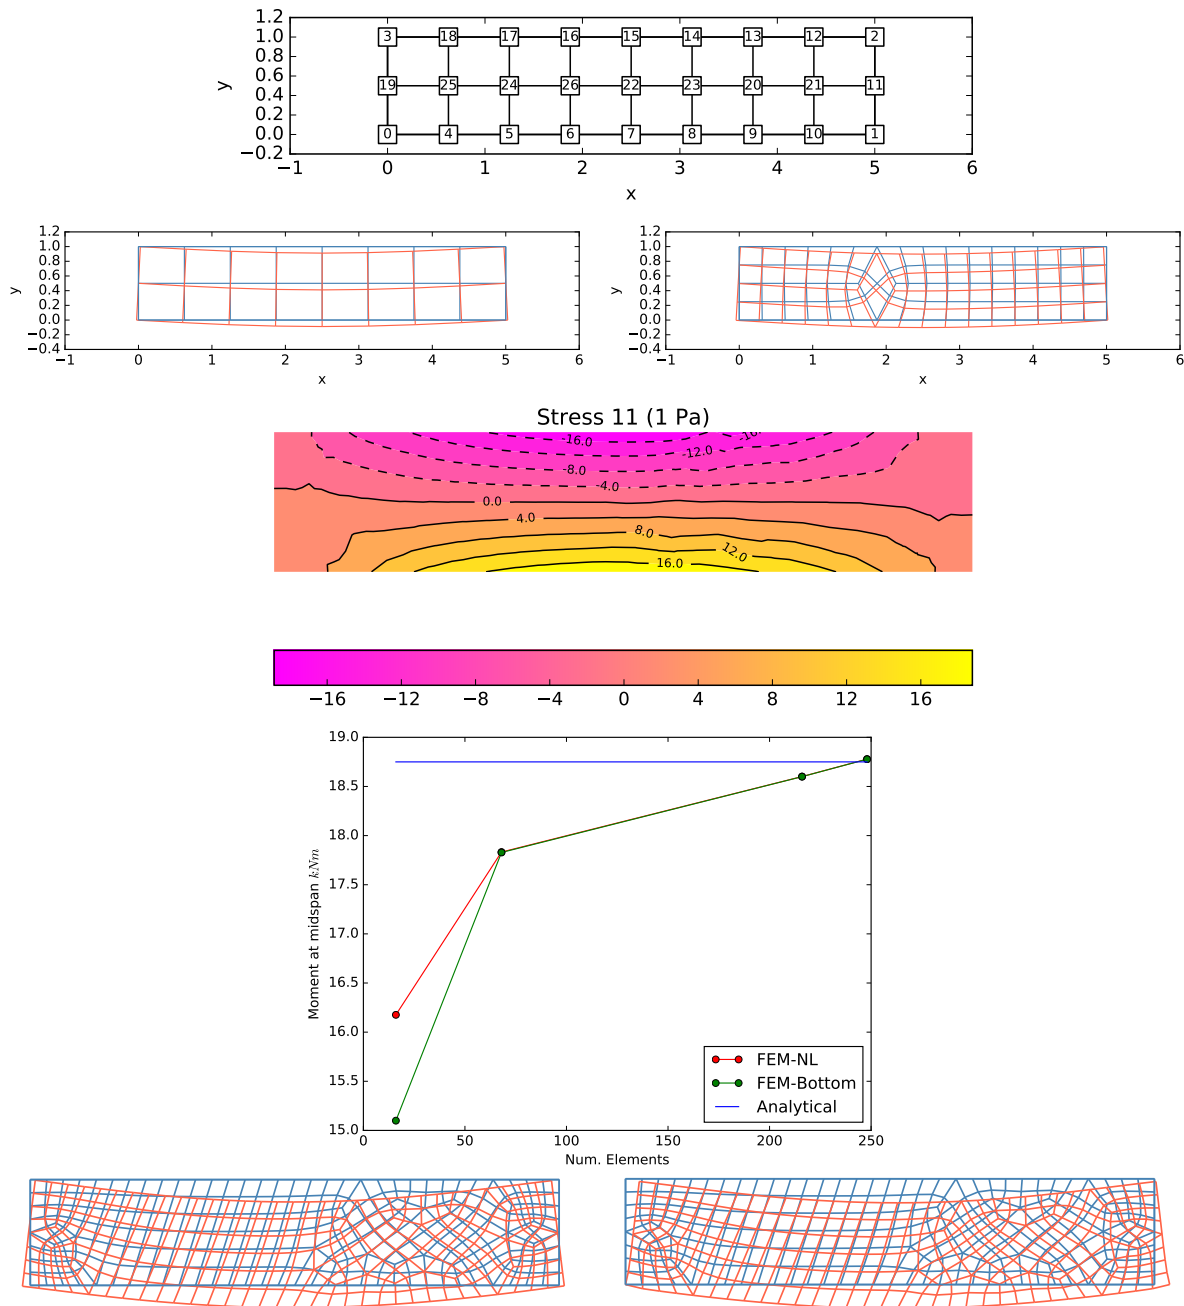 1.2
1.0
0.8
0.6
0.4
0.2
0.0
−0.2
y
3 18 17 16 15 14 13 12 2
19 25 24 26 22 23 20 21 11
0 4 5 6 7 8 9 10 1
−1 0 1 2 3 4 5 6
x
1.2
1.0
0.8
0.6
0.4
0.2
0.0
−0.2
−0.4
y
−1 0 1 2 3 4 5 6
x
1.2
1.0
0.8
0.6
0.4
0.2
0.0
−0.2
−0.4
y
−1 0 1 2 3 4 5 6
x
Stress 11 (1 Pa)
-16.0
-12.0
-8.0
-4.0
0.0
4.0
8.0
12.0
16.0
−16 −12 −8 −4 0 4 8 12 16
19.0
18.5
18.0
17.5
17.0
16.5
16.0
15.5
15.0
Moment at midspan kNm
FEM-NL
FEM-Bottom
Analytical
0 50 100 150 200 250
Num. Elements